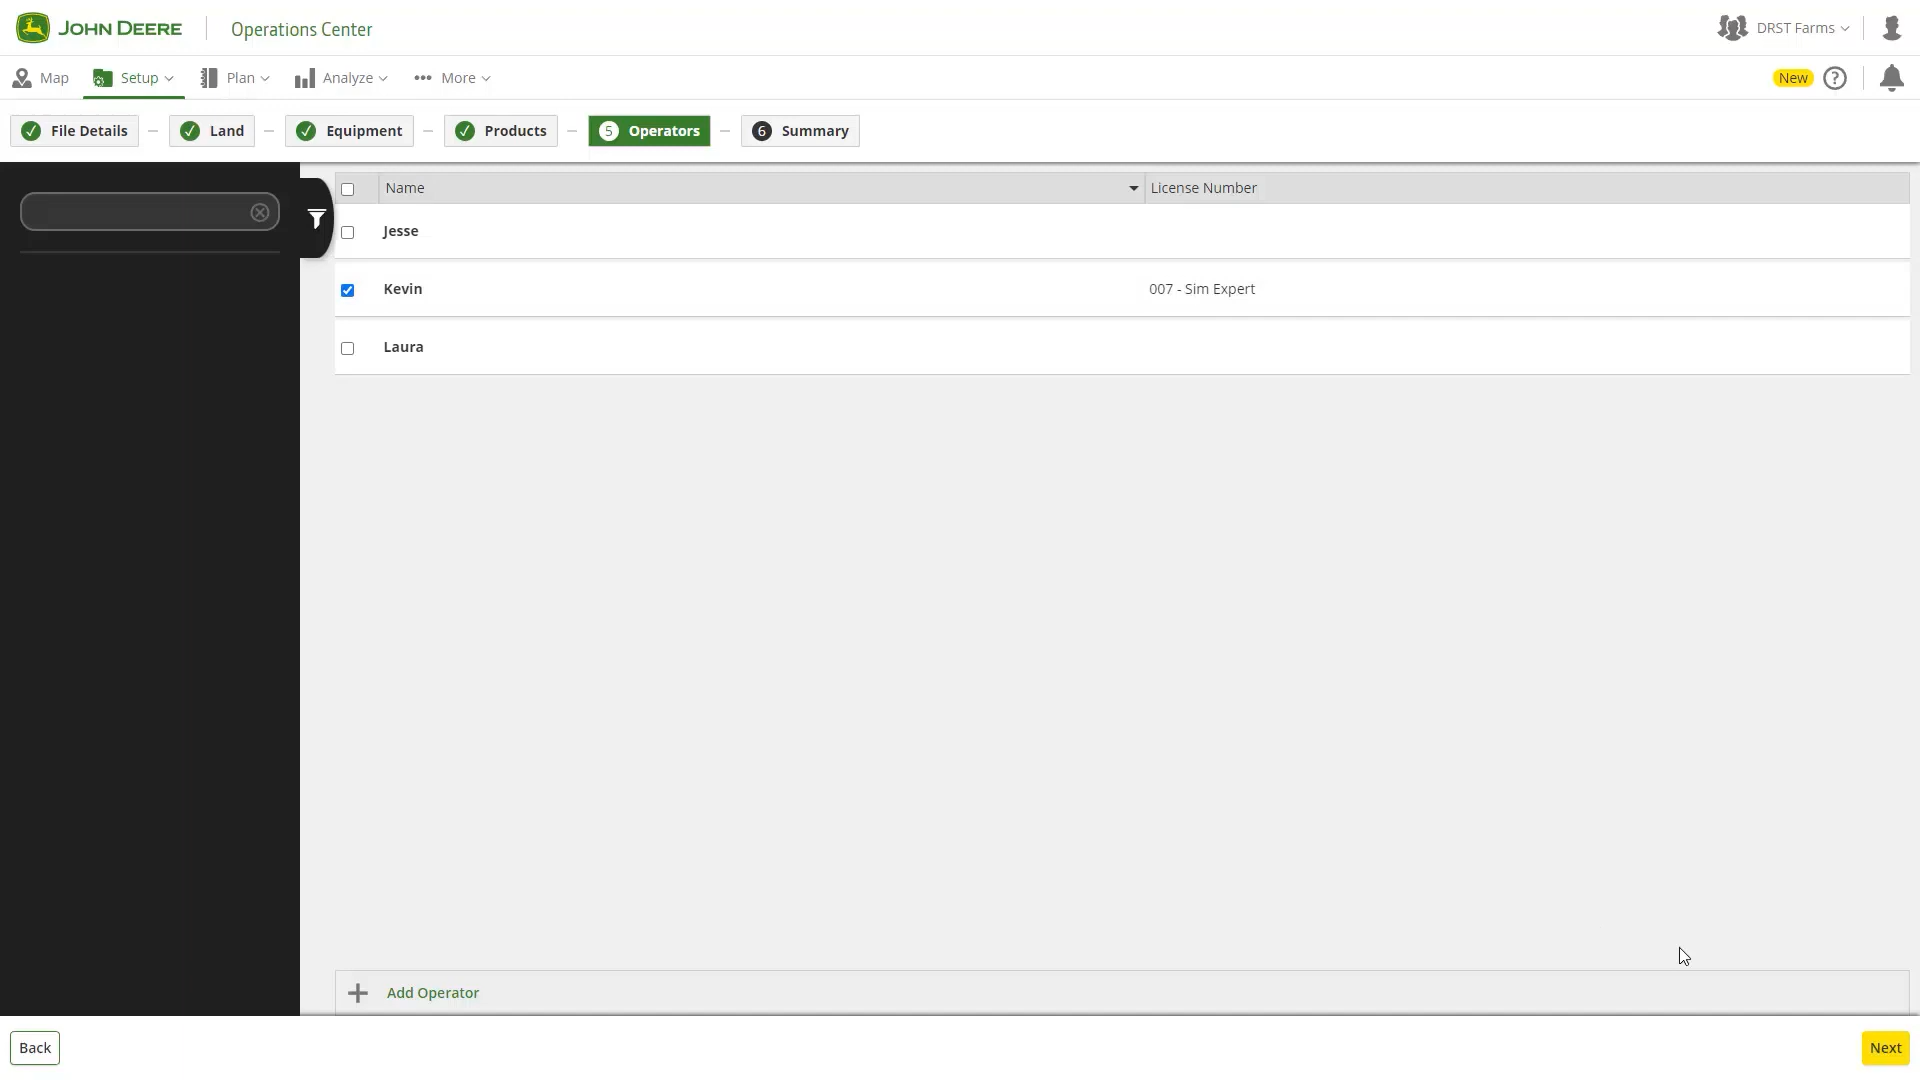 JOHN DEERE
Operations Center
DRST Farms
Map
Setup
Plan
Analyze
More
New
?
File Details
Land
Equipment
Products
5 Operators
6 Summary
Name
License Number
Jesse
Kevin
007 - Sim Expert
Laura
Add Operator
Back
Next